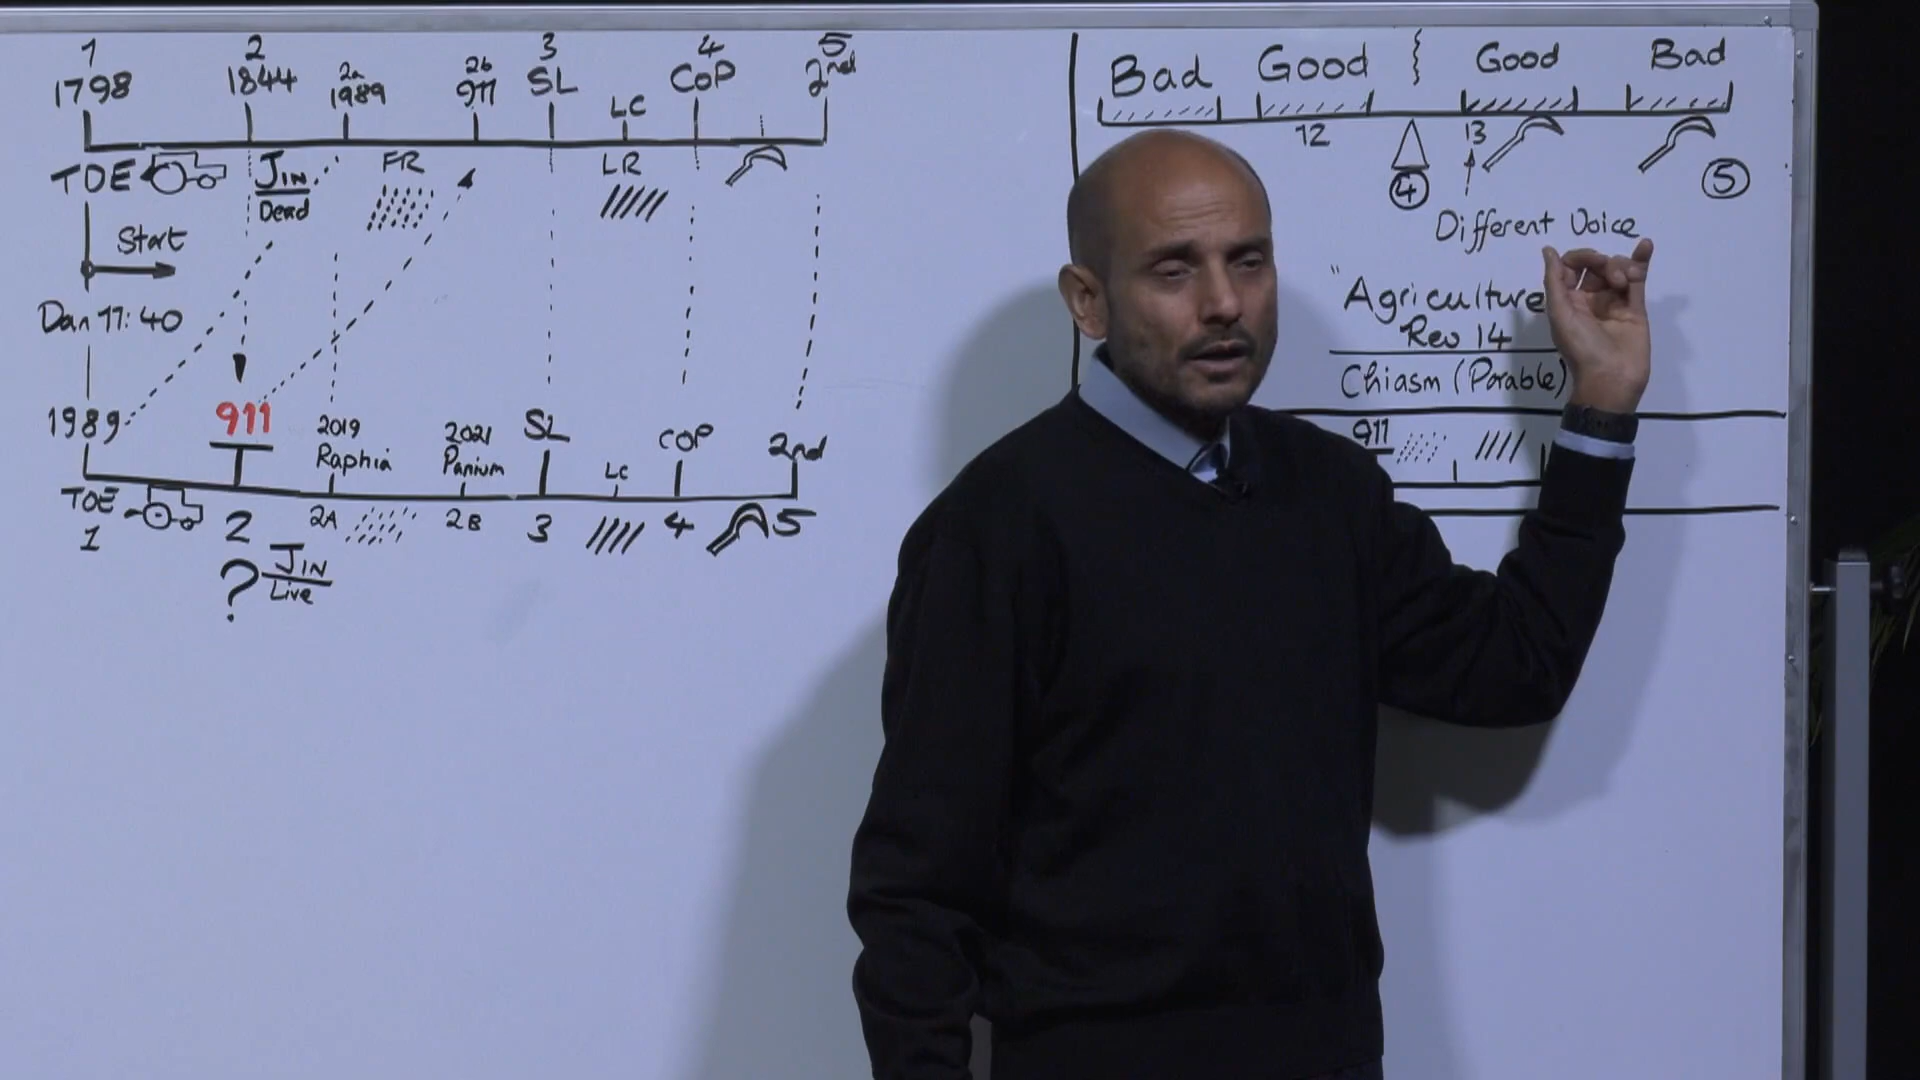 1 2 2a 2b 3 4 5
1798 1844 1989 911 SL LC CoP 2nd
TOE JIN FR LR
Dead
Start
Dan 11:40
1989 911 2019 2021 SL COP 2nd
Raphia Panium LC
TOE 2A 2B 3 4 5
1 2
? JIN
Live
Bad Good Good Bad
12 13
4 5
Different Voice
"Agriculture
Rev 14
Chiasm (Parable)
911